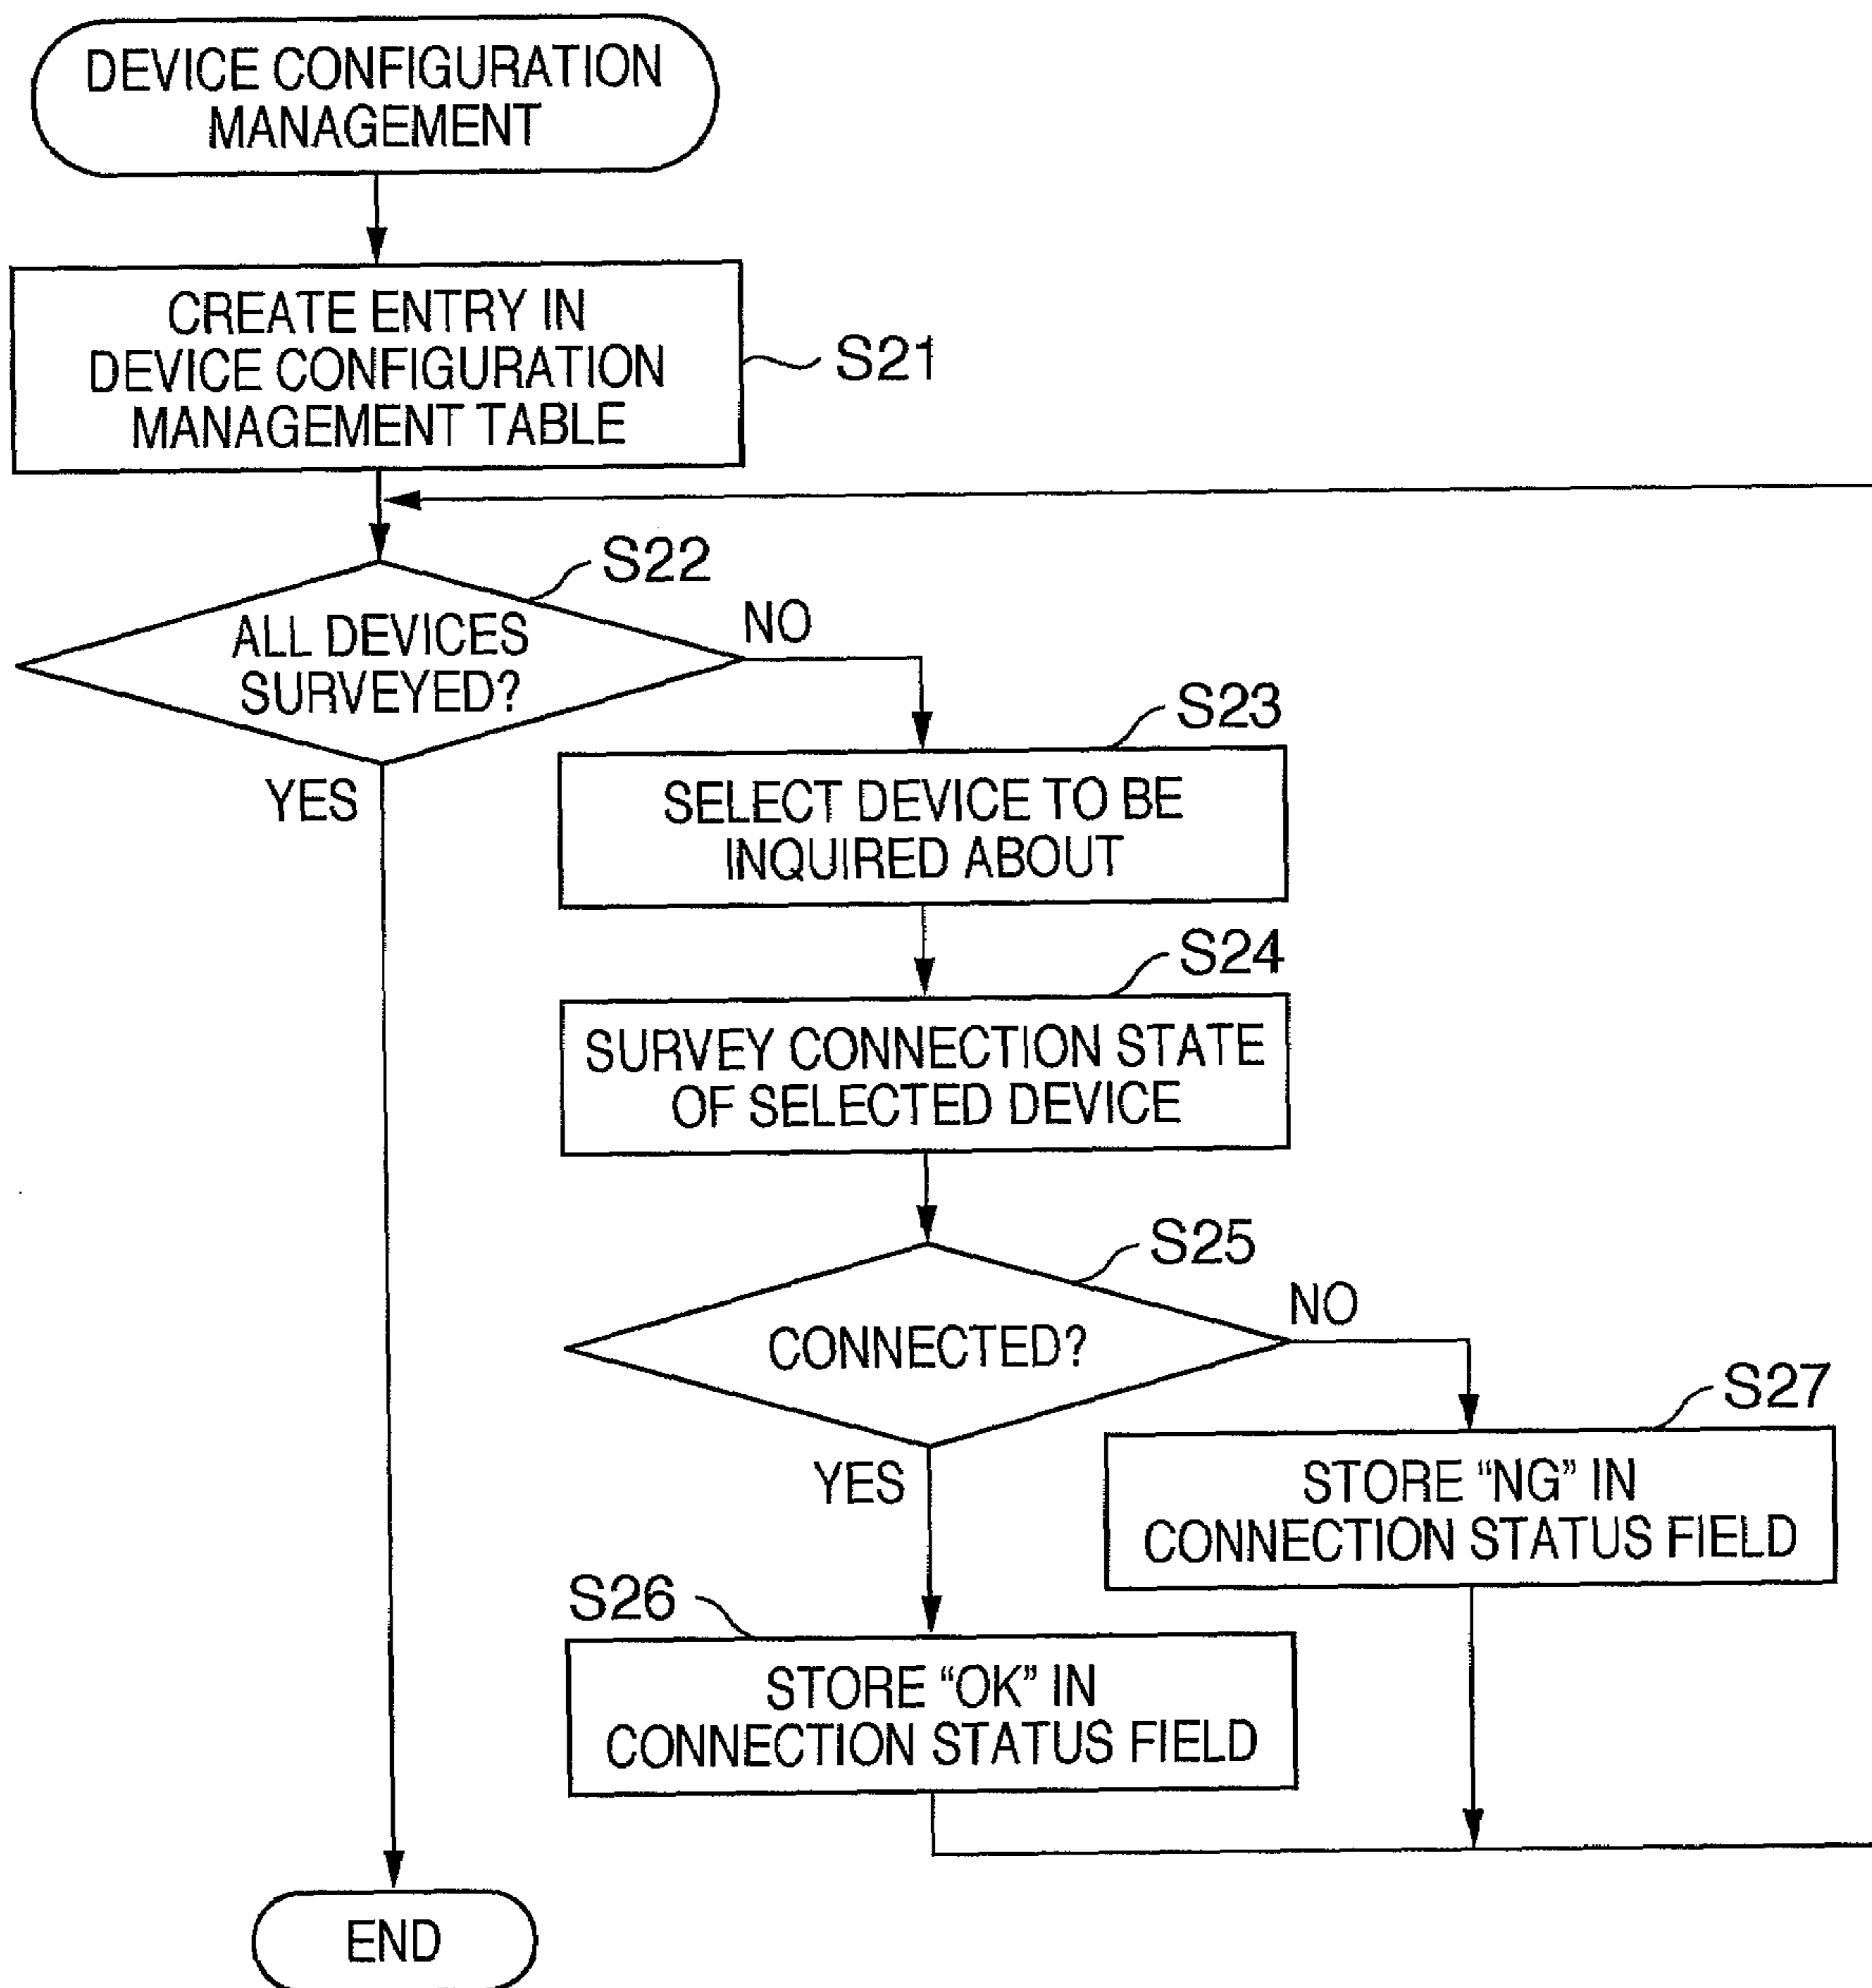 DEVICE CONFIGURATION
MANAGEMENT
CREATE ENTRY IN
DEVICE CONFIGURATION
MANAGEMENT TABLE
S21
S22
ALL DEVICES
SURVEYED?
NO
YES
S23
SELECT DEVICE TO BE
INQUIRED ABOUT
S24
SURVEY CONNECTION STATE
OF SELECTED DEVICE
S25
CONNECTED?
NO
YES
S27
STORE “NG” IN
CONNECTION STATUS FIELD
S26
STORE “OK” IN
CONNECTION STATUS FIELD
END